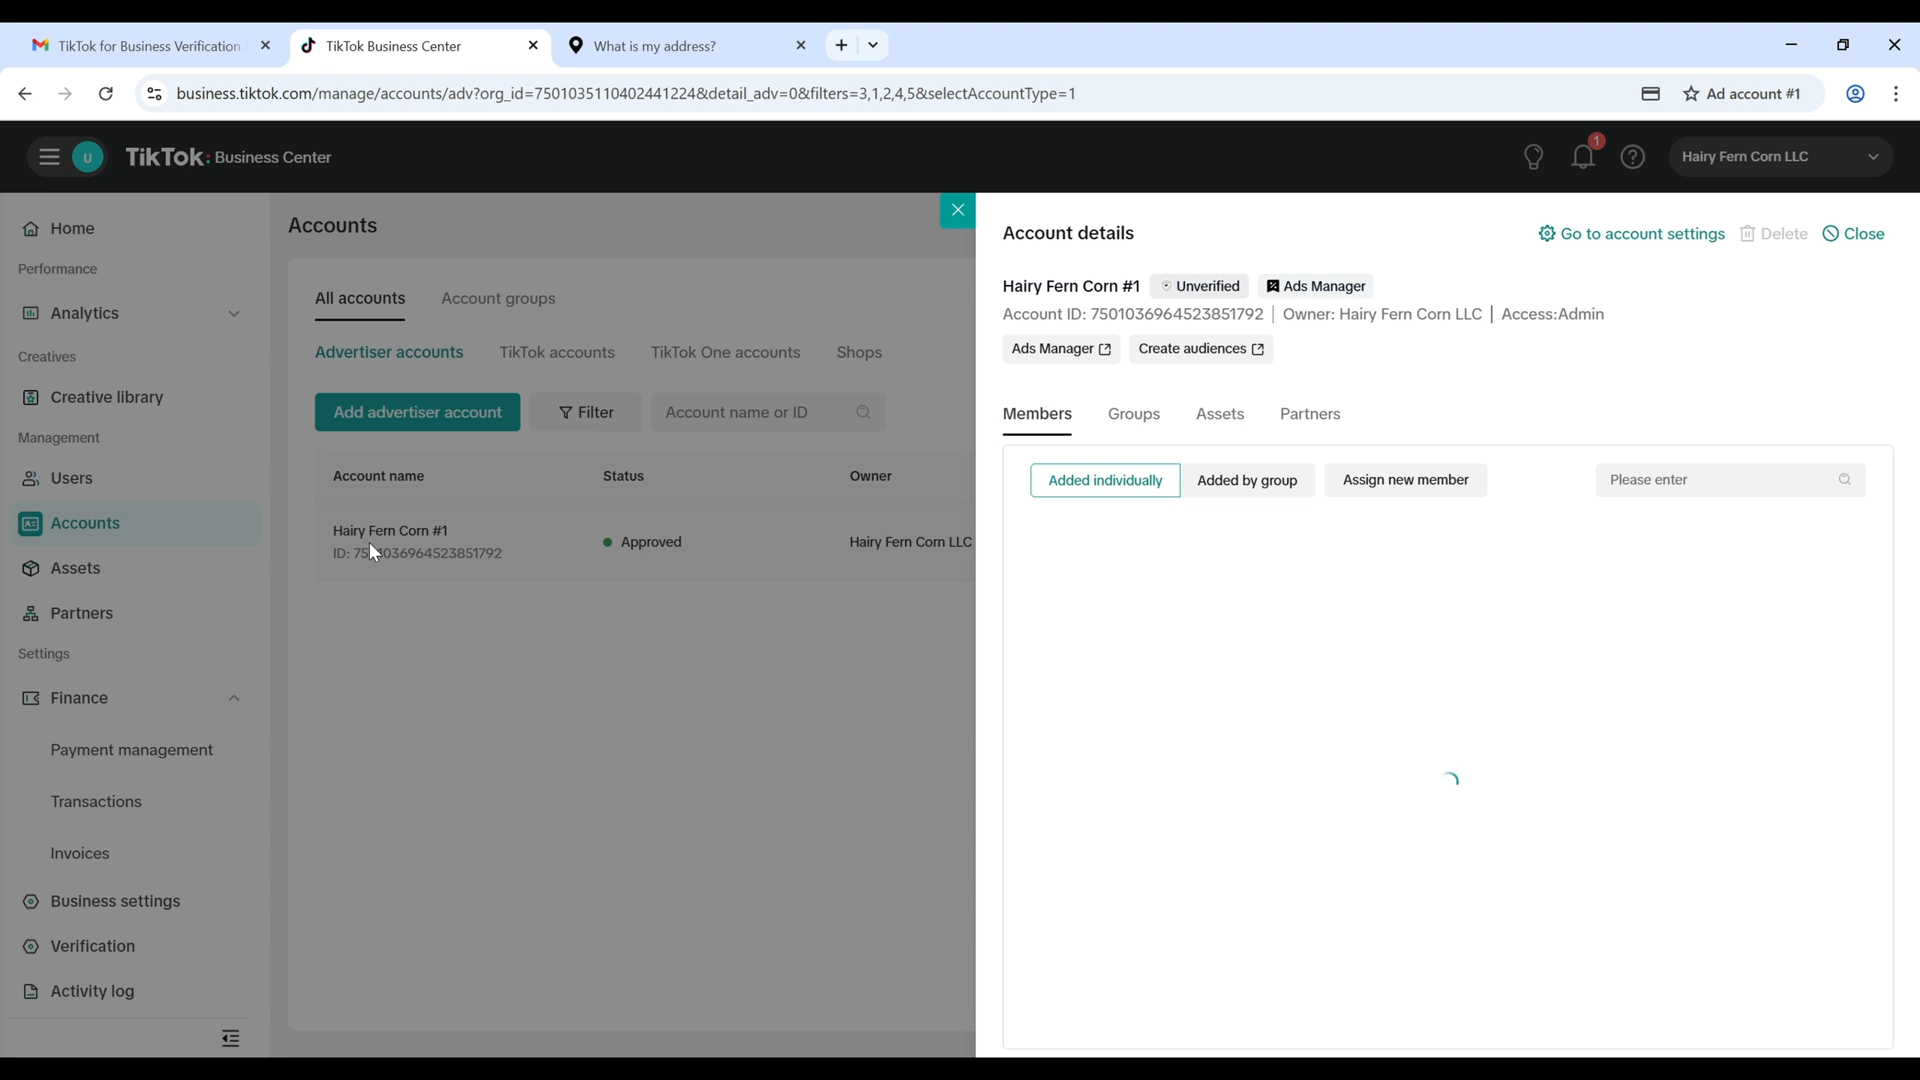 TikTok for Business Verification
TikTok Business Center
What is my address?
business.tiktok.com/manage/accounts/adv?org_id=7501035110402441224&detail_adv=0&filters=3,1,2,4,5&selectAccountType=1
Ad account #1
U
TikTok: Business Center
1
Hairy Fern Corn LLC
Home
Performance
Analytics
Creatives
Creative library
Management
Users
Accounts
Assets
Partners
Settings
Finance
Payment management
Transactions
Invoices
Business settings
Verification
Activity log
Accounts
All accounts Account groups
Advertiser accounts TikTok accounts TikTok One accounts Shops
Add advertiser account Filter Account name or ID
Account name Status Owner
Hairy Fern Corn #1 Approved Hairy Fern Corn LLC
ID: 7501036964523851792
Account details
Go to account settings Delete Close
Hairy Fern Corn #1 Unverified Ads Manager
Account ID: 7501036964523851792 | Owner: Hairy Fern Corn LLC | Access:Admin
Ads Manager Create audiences
Members Groups Assets Partners
Added individually Added by group Assign new member Please enter